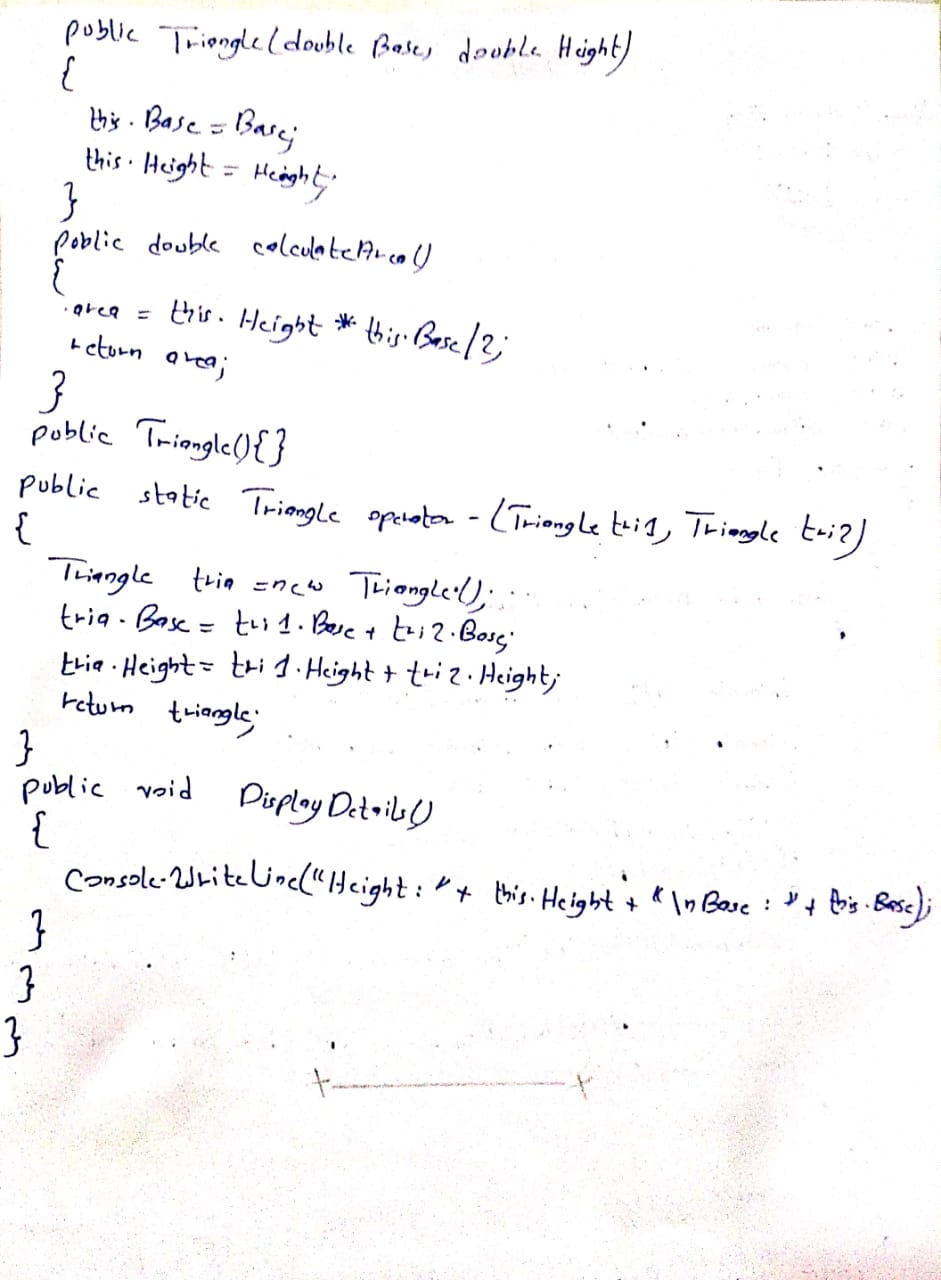 public Triangle(double Base, double Height)
{
this.Base = Base;
this.Height = Height;
}
public double calculateArea()
{
area = this.Height * this.Base/2;
return area;
}
public Triangle(){}
public static Triangle operator - (Triangle tri1, Triangle tri2)
{
Triangle tria = new Triangle();
tria.Base = tri1.Base + tri2.Base;
tria.Height = tri1.Height + tri2.Height;
return triangle;
}
public void DisplayDetails()
{
Console.WriteLine("Height: " + this.Height + "\nBase : " + this.Base);
}
}
}